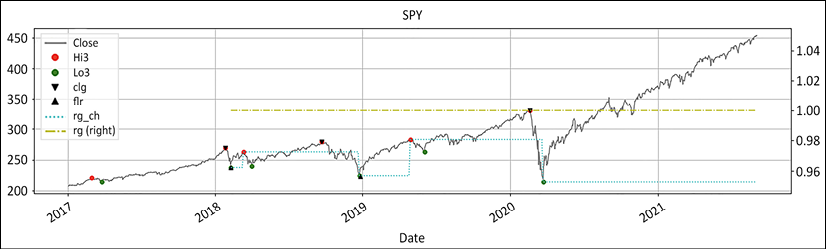 SPY
450
400
350
300
250
200
Close
Hi3
Lo3
clg
flr
rg_ch
rg (right)
1.04
1.02
1.00
0.98
0.96
2017
2018
2019
2020
2021
Date